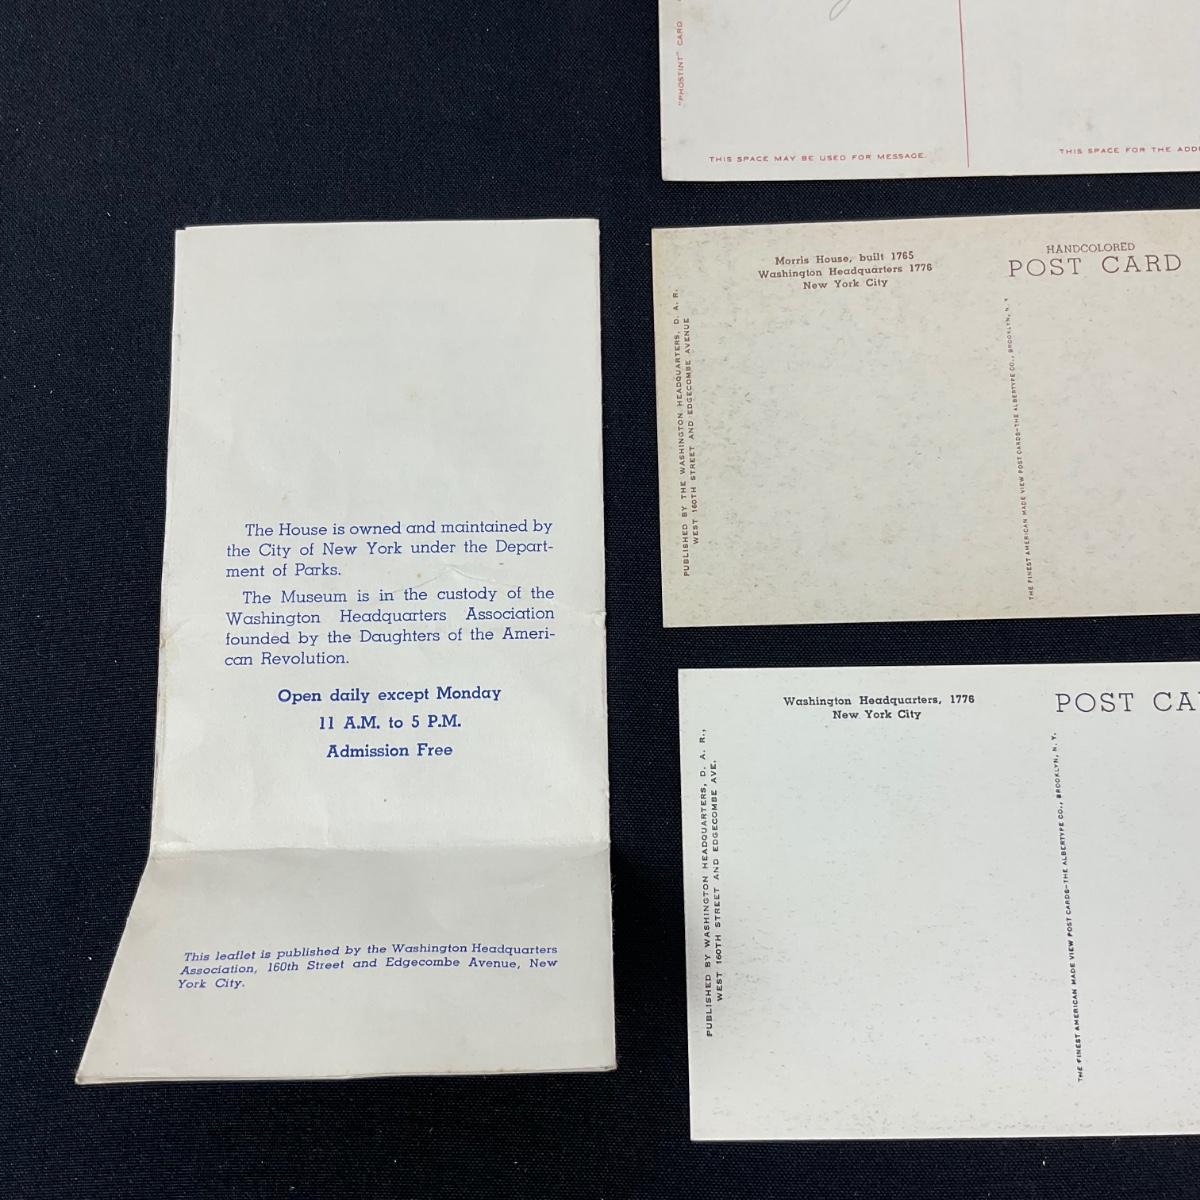 The House is owned and maintained by
the City of New York under the Depart-
ment of Parks.
The Museum is in the custody of the
Washington Headquarters Association
founded by the Daughters of the Ameri-
can Revolution.
Open daily except Monday
11 A.M. to 5 P.M.
Admission Free
This leaflet is published by the Washington Headquarters
Association, 160th Street and Edgecombe Avenue, New
York City.
"PHOSTINT" CARD
THIS SPACE MAY BE USED FOR MESSAGE.
THIS SPACE FOR THE
Morris House, built 1765
Washington Headquarters 1776
New York City
HANDCOLORED
POST CARD
PUBLISHED BY THE WASHINGTON HEADQUARTERS, D. A. R.
WEST 160TH STREET AND EDGECOMBE AVENUE
THE FINEST AMERICAN MADE VIEW POST CARDS—THE ALBERTYPE CO., BROOKLYN, N. Y.
Washington Headquarters, 1776
New York City
POST
PUBLISHED BY WASHINGTON HEADQUARTERS, D. A. R.,
WEST 160TH STREET AND EDGECOMBE AVE.
THE FINEST AMERICAN MADE VIEW POST CARDS—THE ALBERTYPE CO., BROOKLYN, N. Y.